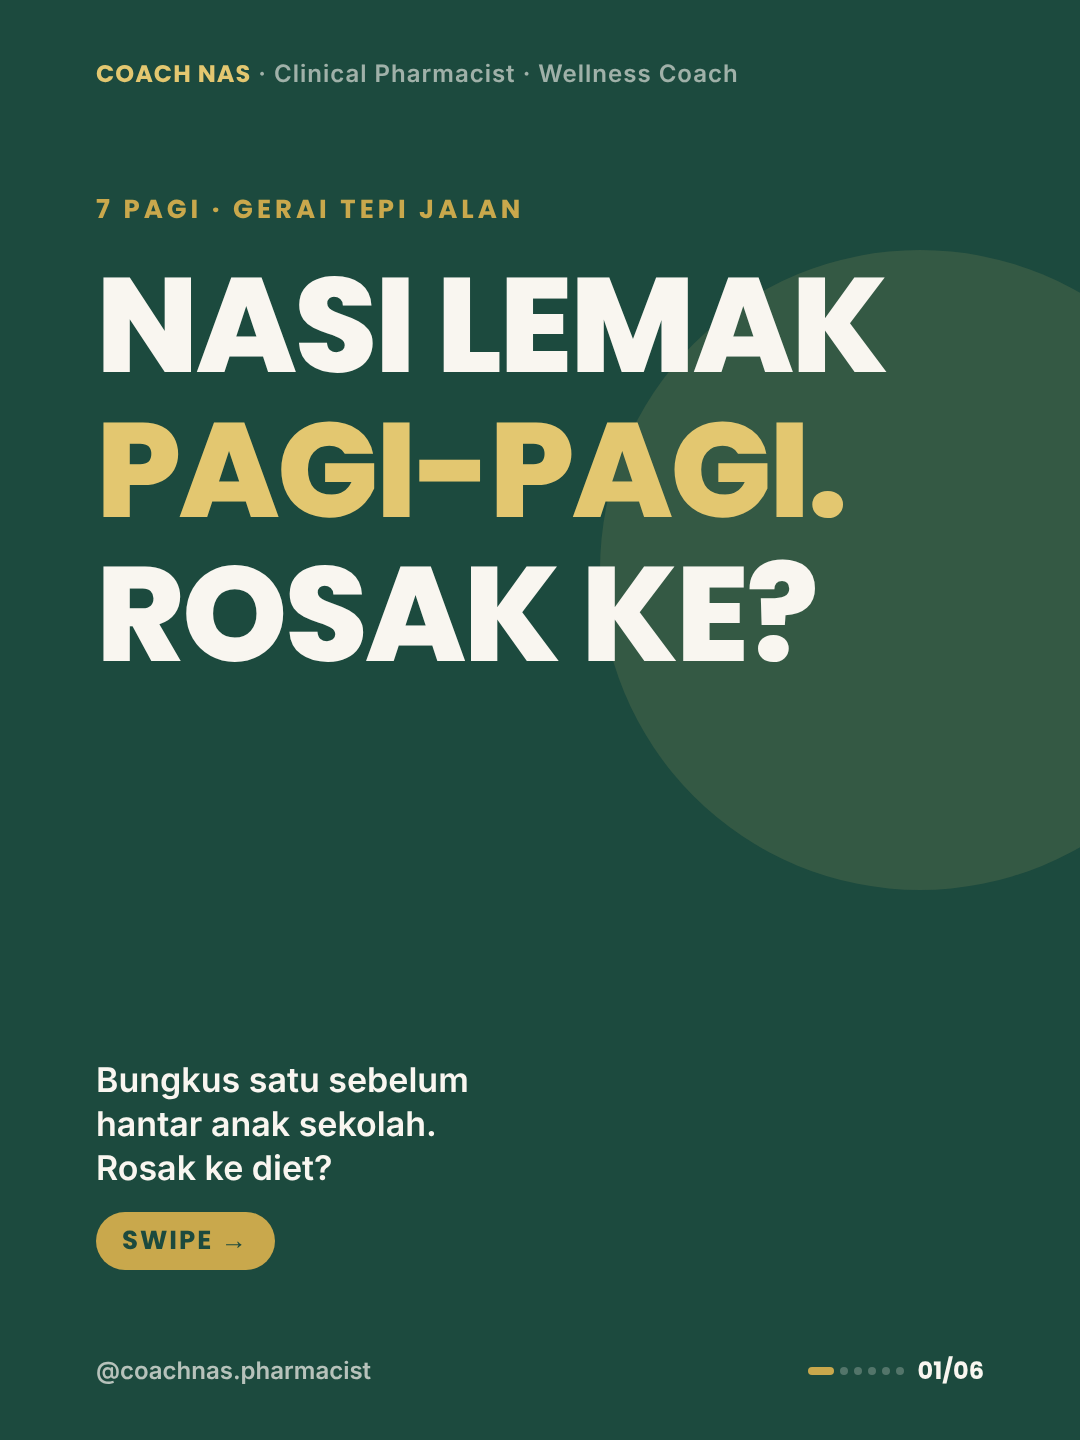 COACH NAS · Clinical Pharmacist · Wellness Coach
7 PAGI · GERAI TEPI JALAN
NASI LEMAK
PAGI-PAGI.
ROSAK KE?
Bungkus satu sebelum
hantar anak sekolah.
Rosak ke diet?
SWIPE →
@coachnas.pharmacist
01/06